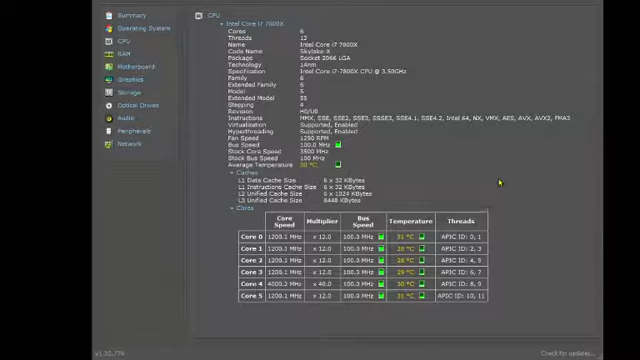 Summary
Operating System
CPU
RAM
Motherboard
Graphics
Storage
Optical Drives
Audio
Peripherals
Network
CPU
Intel Core i7 7800X
Cores 6
Threads 12
Name Intel Core i7 7800X
Code Name Skylake-X
Package Socket 2066 LGA
Technology 14nm
Specification Intel Core i7-7800X CPU @ 3.50GHz
Family 6
Extended Family 6
Model 5
Extended Model 55
Stepping 4
Revision H0/U0
Instructions MMX, SSE, SSE2, SSE3, SSSE3, SSE4.1, SSE4.2, Intel 64, NX, VMX, AES, AVX, AVX2, FMA3
Virtualization Supported, Enabled
Hyperthreading Supported, Enabled
Fan Speed 1290 RPM
Bus Speed 100.0 MHz
Stock Core Speed 3500 MHz
Stock Bus Speed 100 MHz
Average Temperature 30 °C
Caches
L1 Data Cache Size 6 x 32 KBytes
L1 Instructions Cache Size 6 x 32 KBytes
L2 Unified Cache Size 6 x 1024 KBytes
L3 Unified Cache Size 8448 KBytes
Cores
Core Speed Multiplier Bus Speed Temperature Threads
Core 0 1200.1 MHz x 12.0 100.0 MHz 31 °C APIC ID: 0, 1
Core 1 1200.1 MHz x 12.0 100.0 MHz 28 °C APIC ID: 2, 3
Core 2 1200.1 MHz x 12.0 100.0 MHz 28 °C APIC ID: 4, 5
Core 3 1200.1 MHz x 12.0 100.0 MHz 29 °C APIC ID: 6, 7
Core 4 4000.2 MHz x 40.0 100.0 MHz 30 °C APIC ID: 8, 9
Core 5 1200.1 MHz x 12.0 100.0 MHz 31 °C APIC ID: 10, 11
v1.32.774
Check for updates...